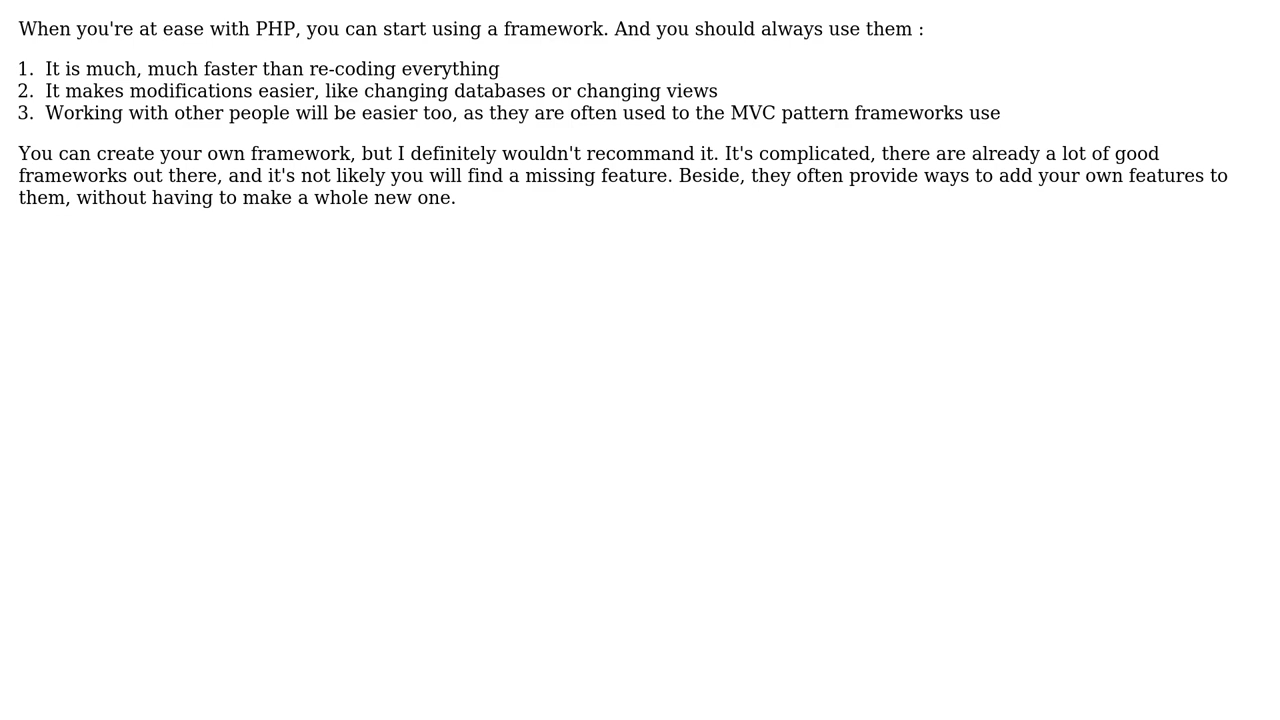 When you're at ease with PHP, you can start using a framework. And you should always use them :
1. It is much, much faster than re-coding everything
2. It makes modifications easier, like changing databases or changing views
3. Working with other people will be easier too, as they are often used to the MVC pattern frameworks use
You can create your own framework, but I definitely wouldn't recommand it. It's complicated, there are already a lot of good
frameworks out there, and it's not likely you will find a missing feature. Beside, they often provide ways to add your own features to
them, without having to make a whole new one.